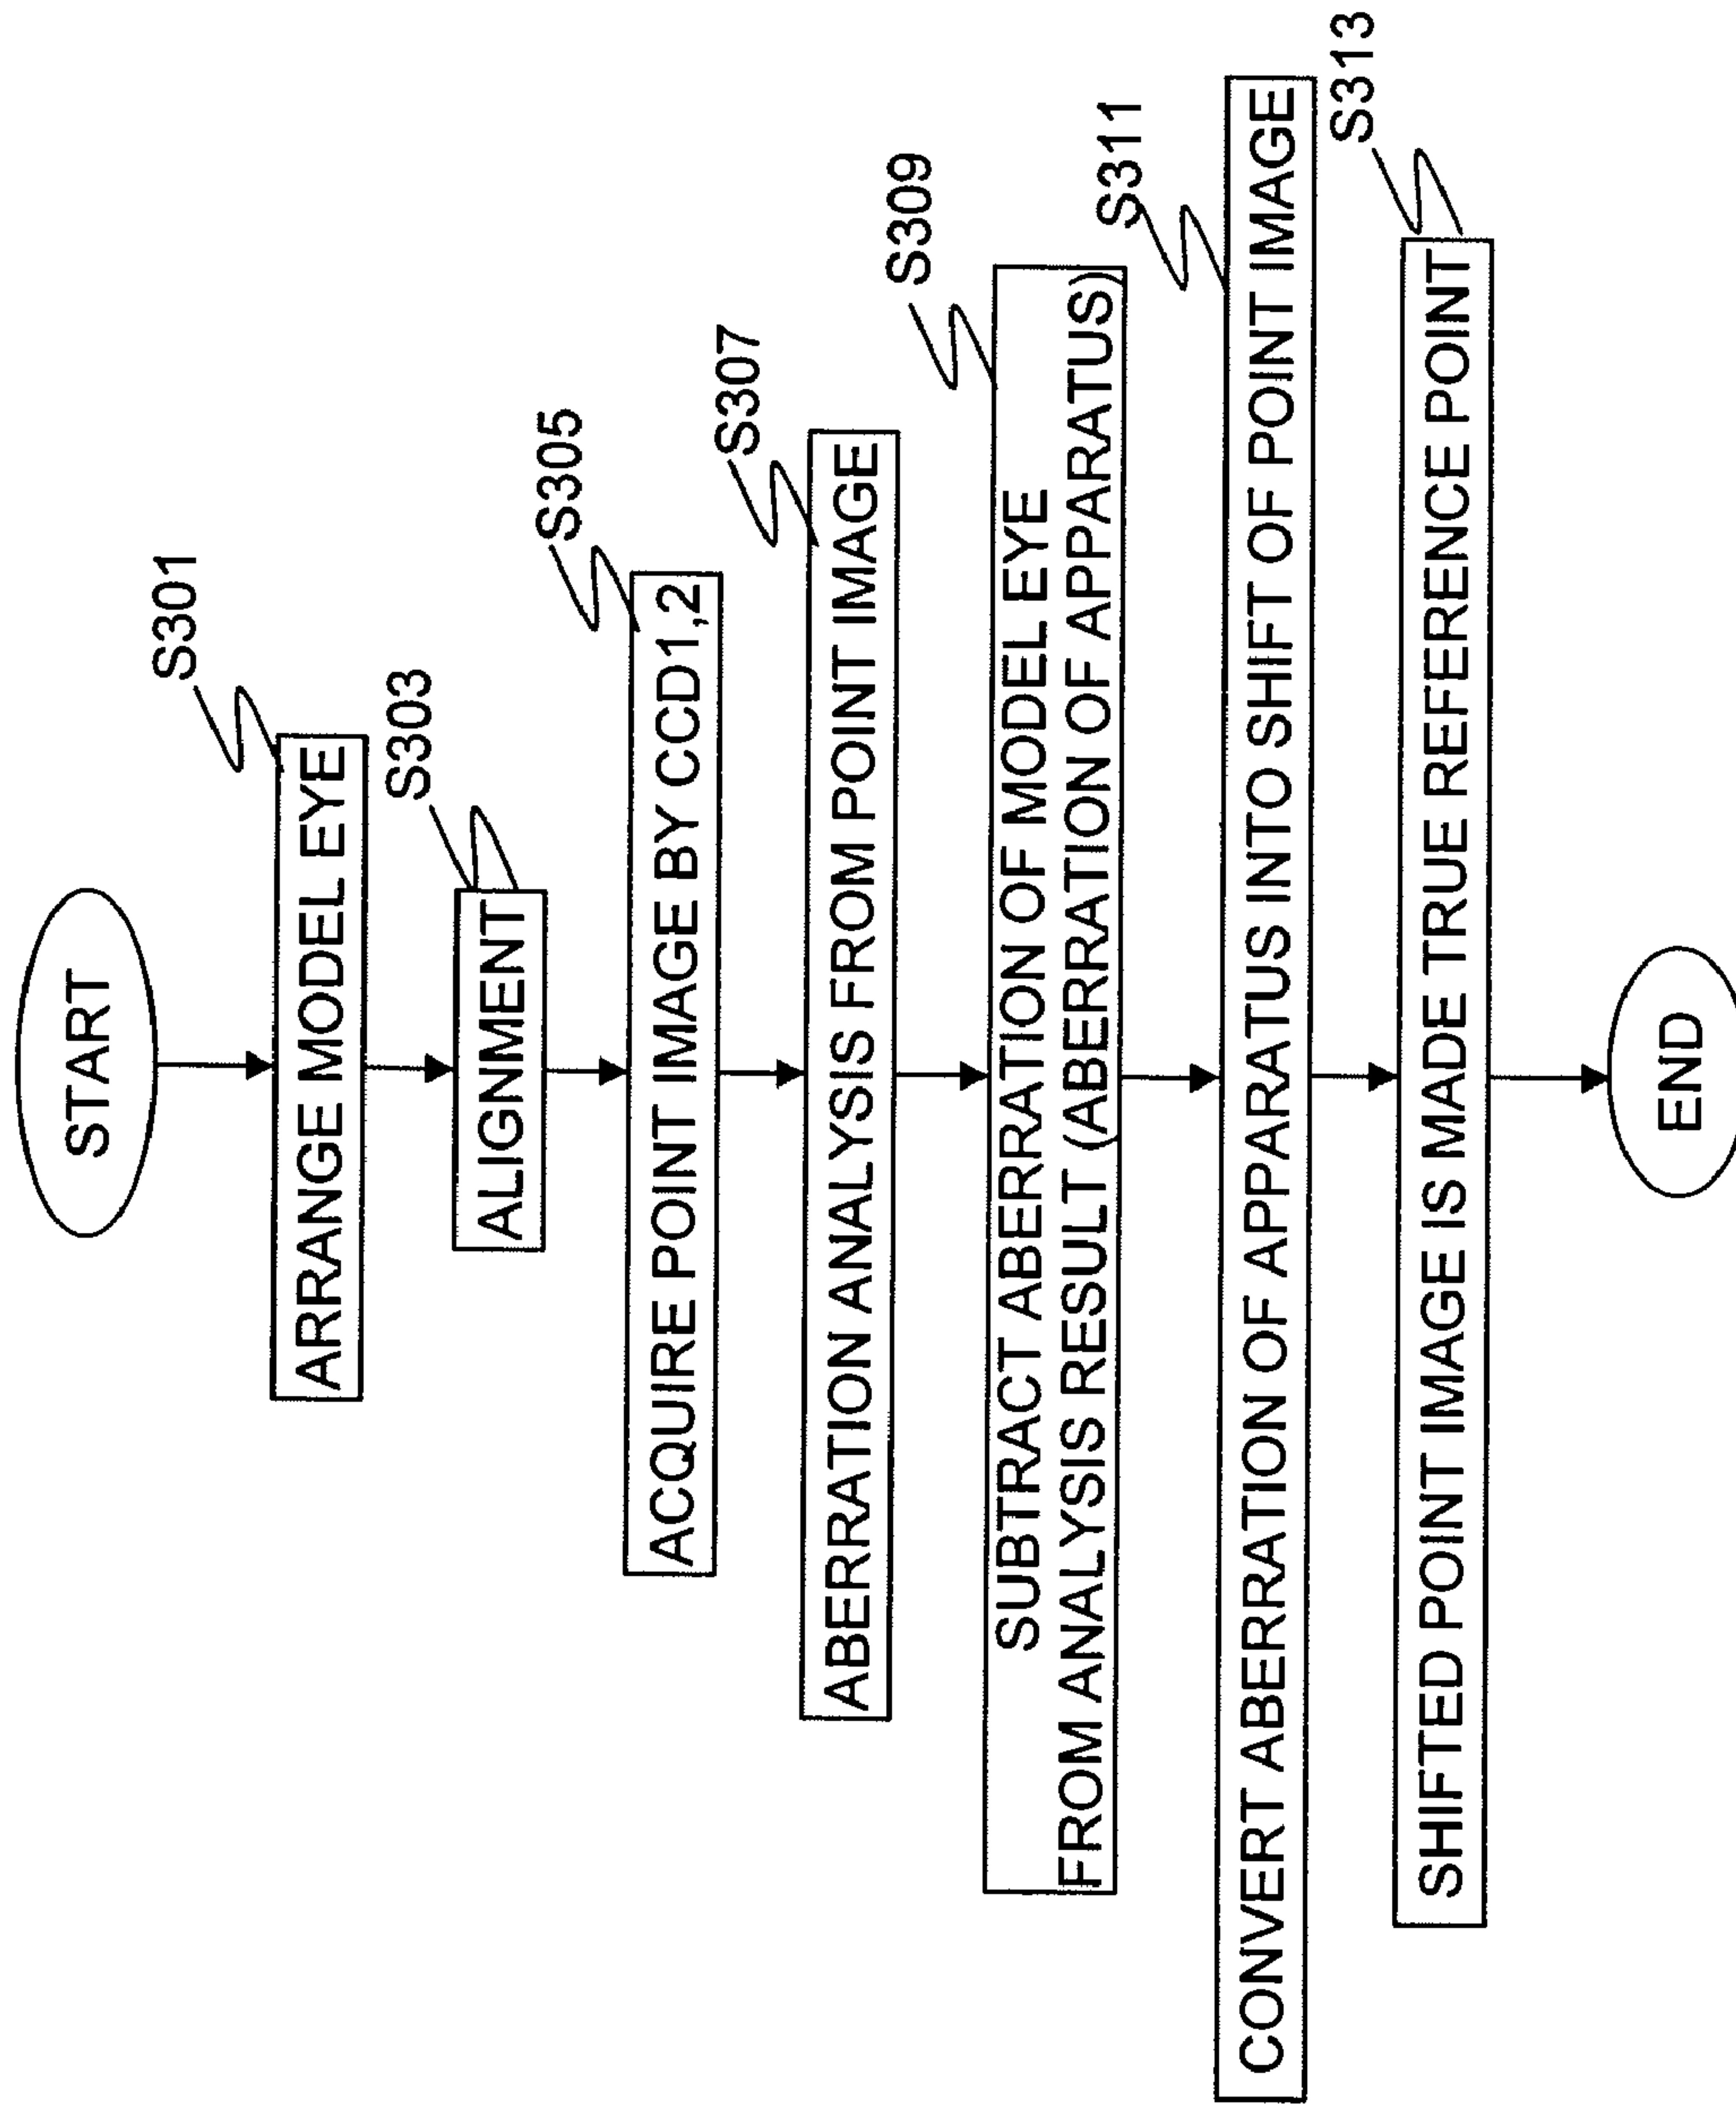 START
S301
ARRANGE MODEL EYE
S303
ALIGNMENT
S305
ACQUIRE POINT IMAGE BY CCD1,2
S307
ABERRATION ANALYSIS FROM POINT IMAGE
S309
SUBTRACT ABERRATION OF MODEL EYE
FROM ANALYSIS RESULT (ABERRATION OF APPARATUS)
S311
CONVERT ABERRATION OF APPARATUS INTO SHIFT OF POINT IMAGE
S313
SHIFTED POINT IMAGE IS MADE TRUE REFERENCE POINT
END